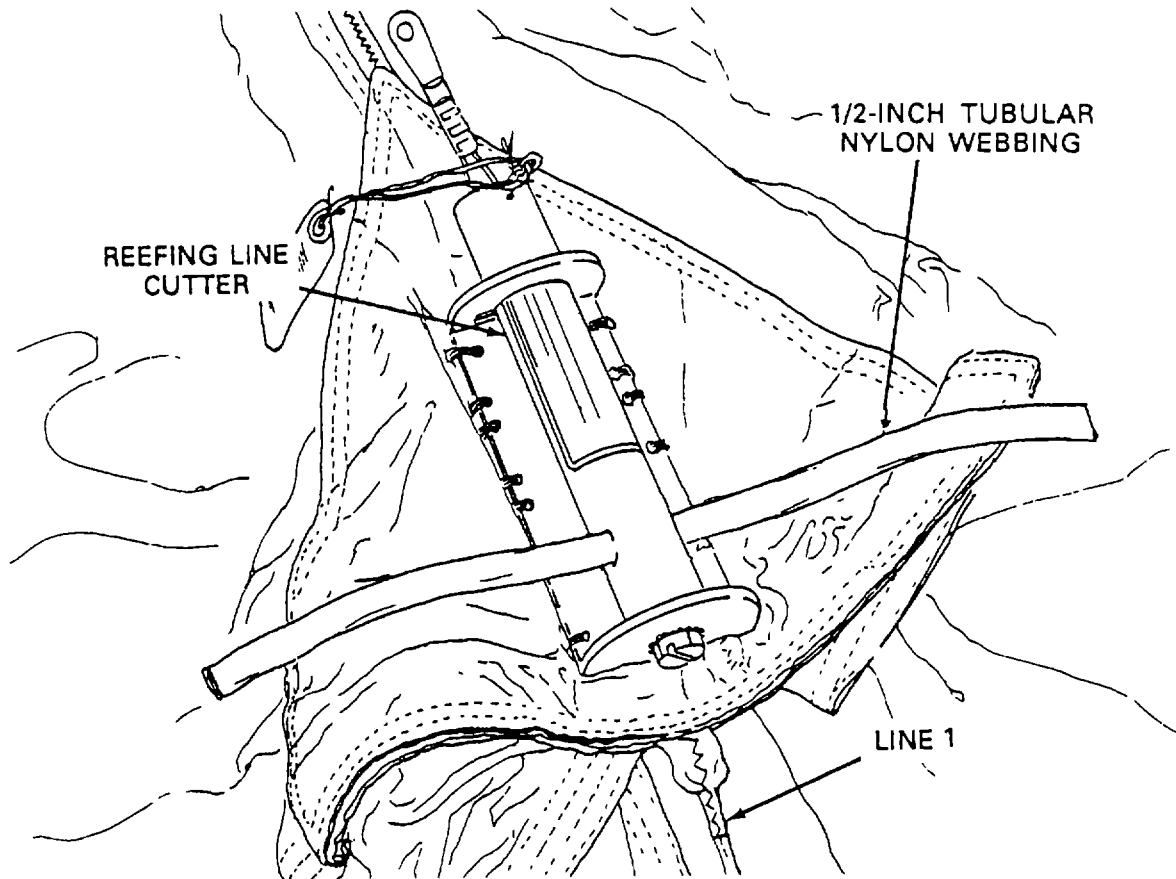 1/2-INCH TUBULAR
NYLON WEBBING
REEFING LINE
CUTTER
LINE 1